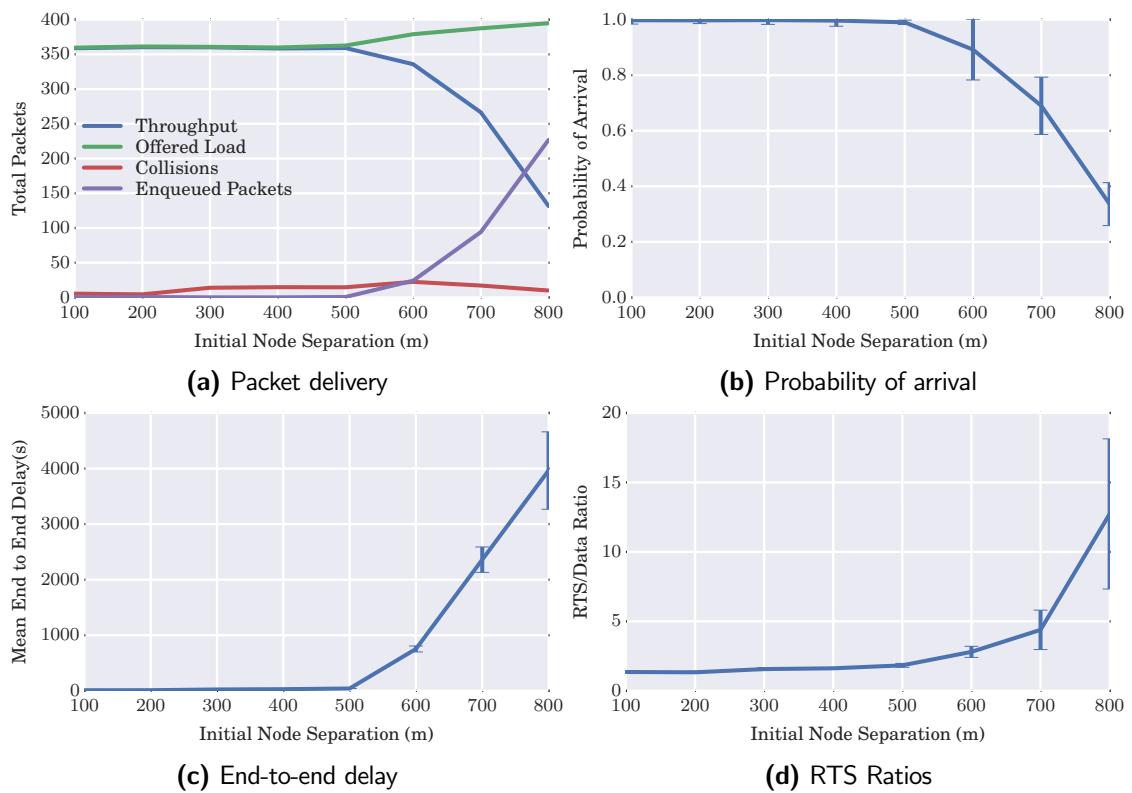 400
350
300
250
200
150
100
50
0
Total Packets
Throughput
Offered Load
Collisions
Enqueued Packets
100 200 300 400 500 600 700 800
Initial Node Separation (m)
(a) Packet delivery
1.0
0.8
0.6
0.4
0.2
0.0
Probability of Arrival
100 200 300 400 500 600 700 800
Initial Node Separation (m)
(b) Probability of arrival
5000
4000
3000
2000
1000
0
Mean End to End Delay(s)
100 200 300 400 500 600 700 800
Initial Node Separation (m)
(c) End-to-end delay
20
15
10
5
0
RTS/Data Ratio
100 200 300 400 500 600 700 800
Initial Node Separation (m)
(d) RTS Ratios